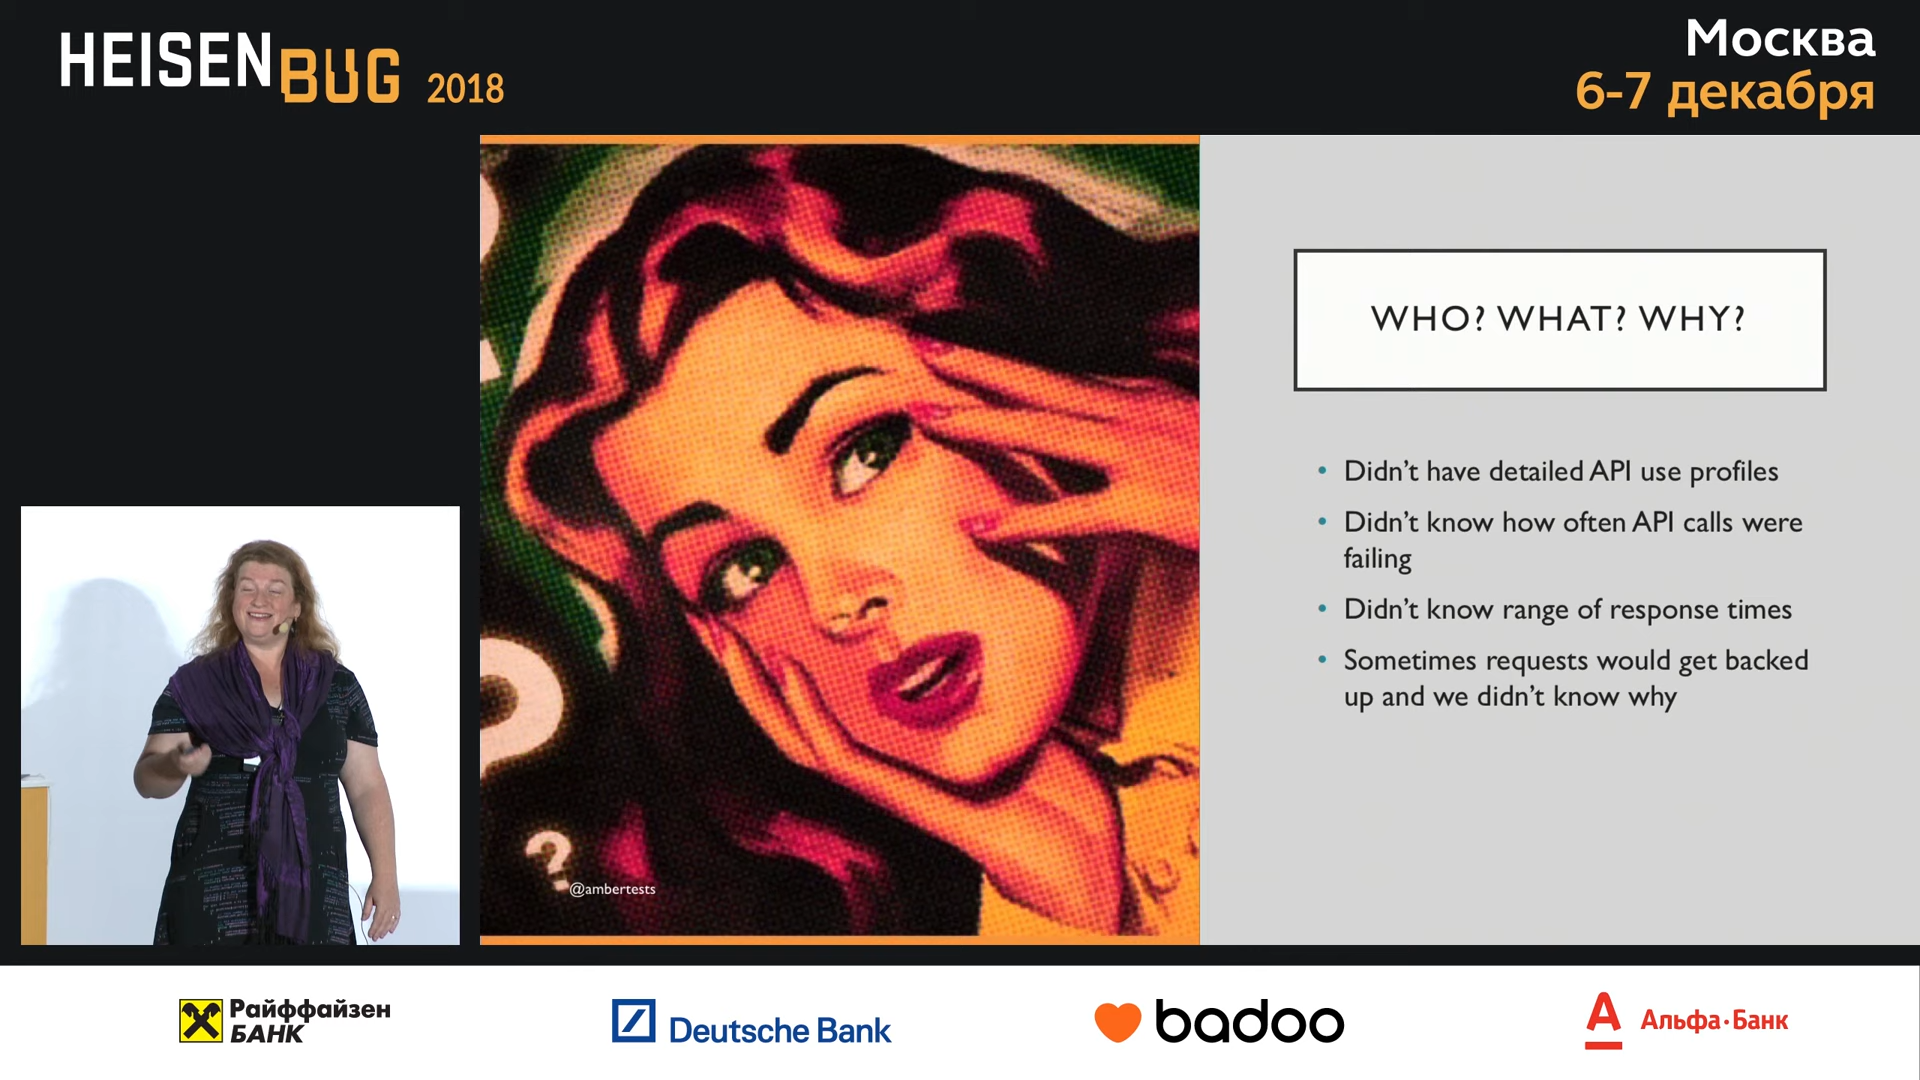 HEISENBUG 2018
Москва
6-7 декабря
WHO? WHAT? WHY?
• Didn’t have detailed API use profiles
• Didn’t know how often API calls were
failing
• Didn’t know range of response times
• Sometimes requests would get backed
up and we didn’t know why
?
@ambertests
Райффайзен
БАНК
Deutsche Bank
badoo
Альфа·Банк